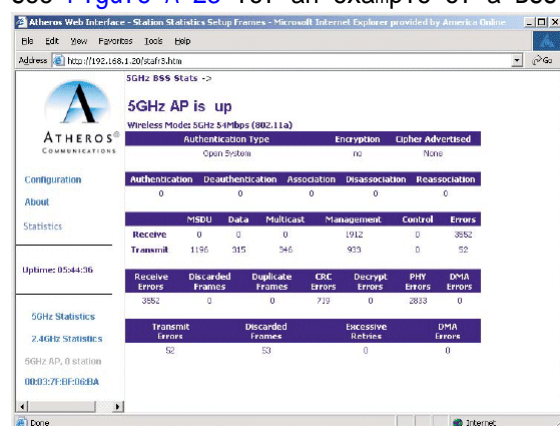 see Figure A-28 for an example of a BSS
Atheros Web Interface - Station Statistics Setup Frames - Microsoft Internet Explorer provided by America Online
File Edit View Favorites Tools Help
Address http://192.168.1.20/stafr3.htm Go
5GHz BSS Stats ->
5GHz AP is up
Wireless Mode: 5GHz 54Mbps (802.11a)
Authentication Type Encryption Cipher Advertised
Open System no None
Authentication Deauthentication Association Disassociation Reassociation
0 0 0 0 0
MSDU Data Multicast Management Control Errors
Receive 0 0 0 1912 0 3552
Transmit 1196 315 346 933 0 52
Receive Errors Discarded Frames Duplicate Frames CRC Errors Decrypt Errors PHY Errors DMA Errors
3552 0 0 719 0 2833 0
Transmit Errors Discarded Frames Excessive Retries DMA Errors
52 53 0 0
ATHEROS®
COMMUNICATIONS
Configuration
About
Statistics
Uptime: 05:44:36
5GHz Statistics
2.4GHz Statistics
5GHz AP, 0 station
00:03:7F:BF:06:BA
Done Internet